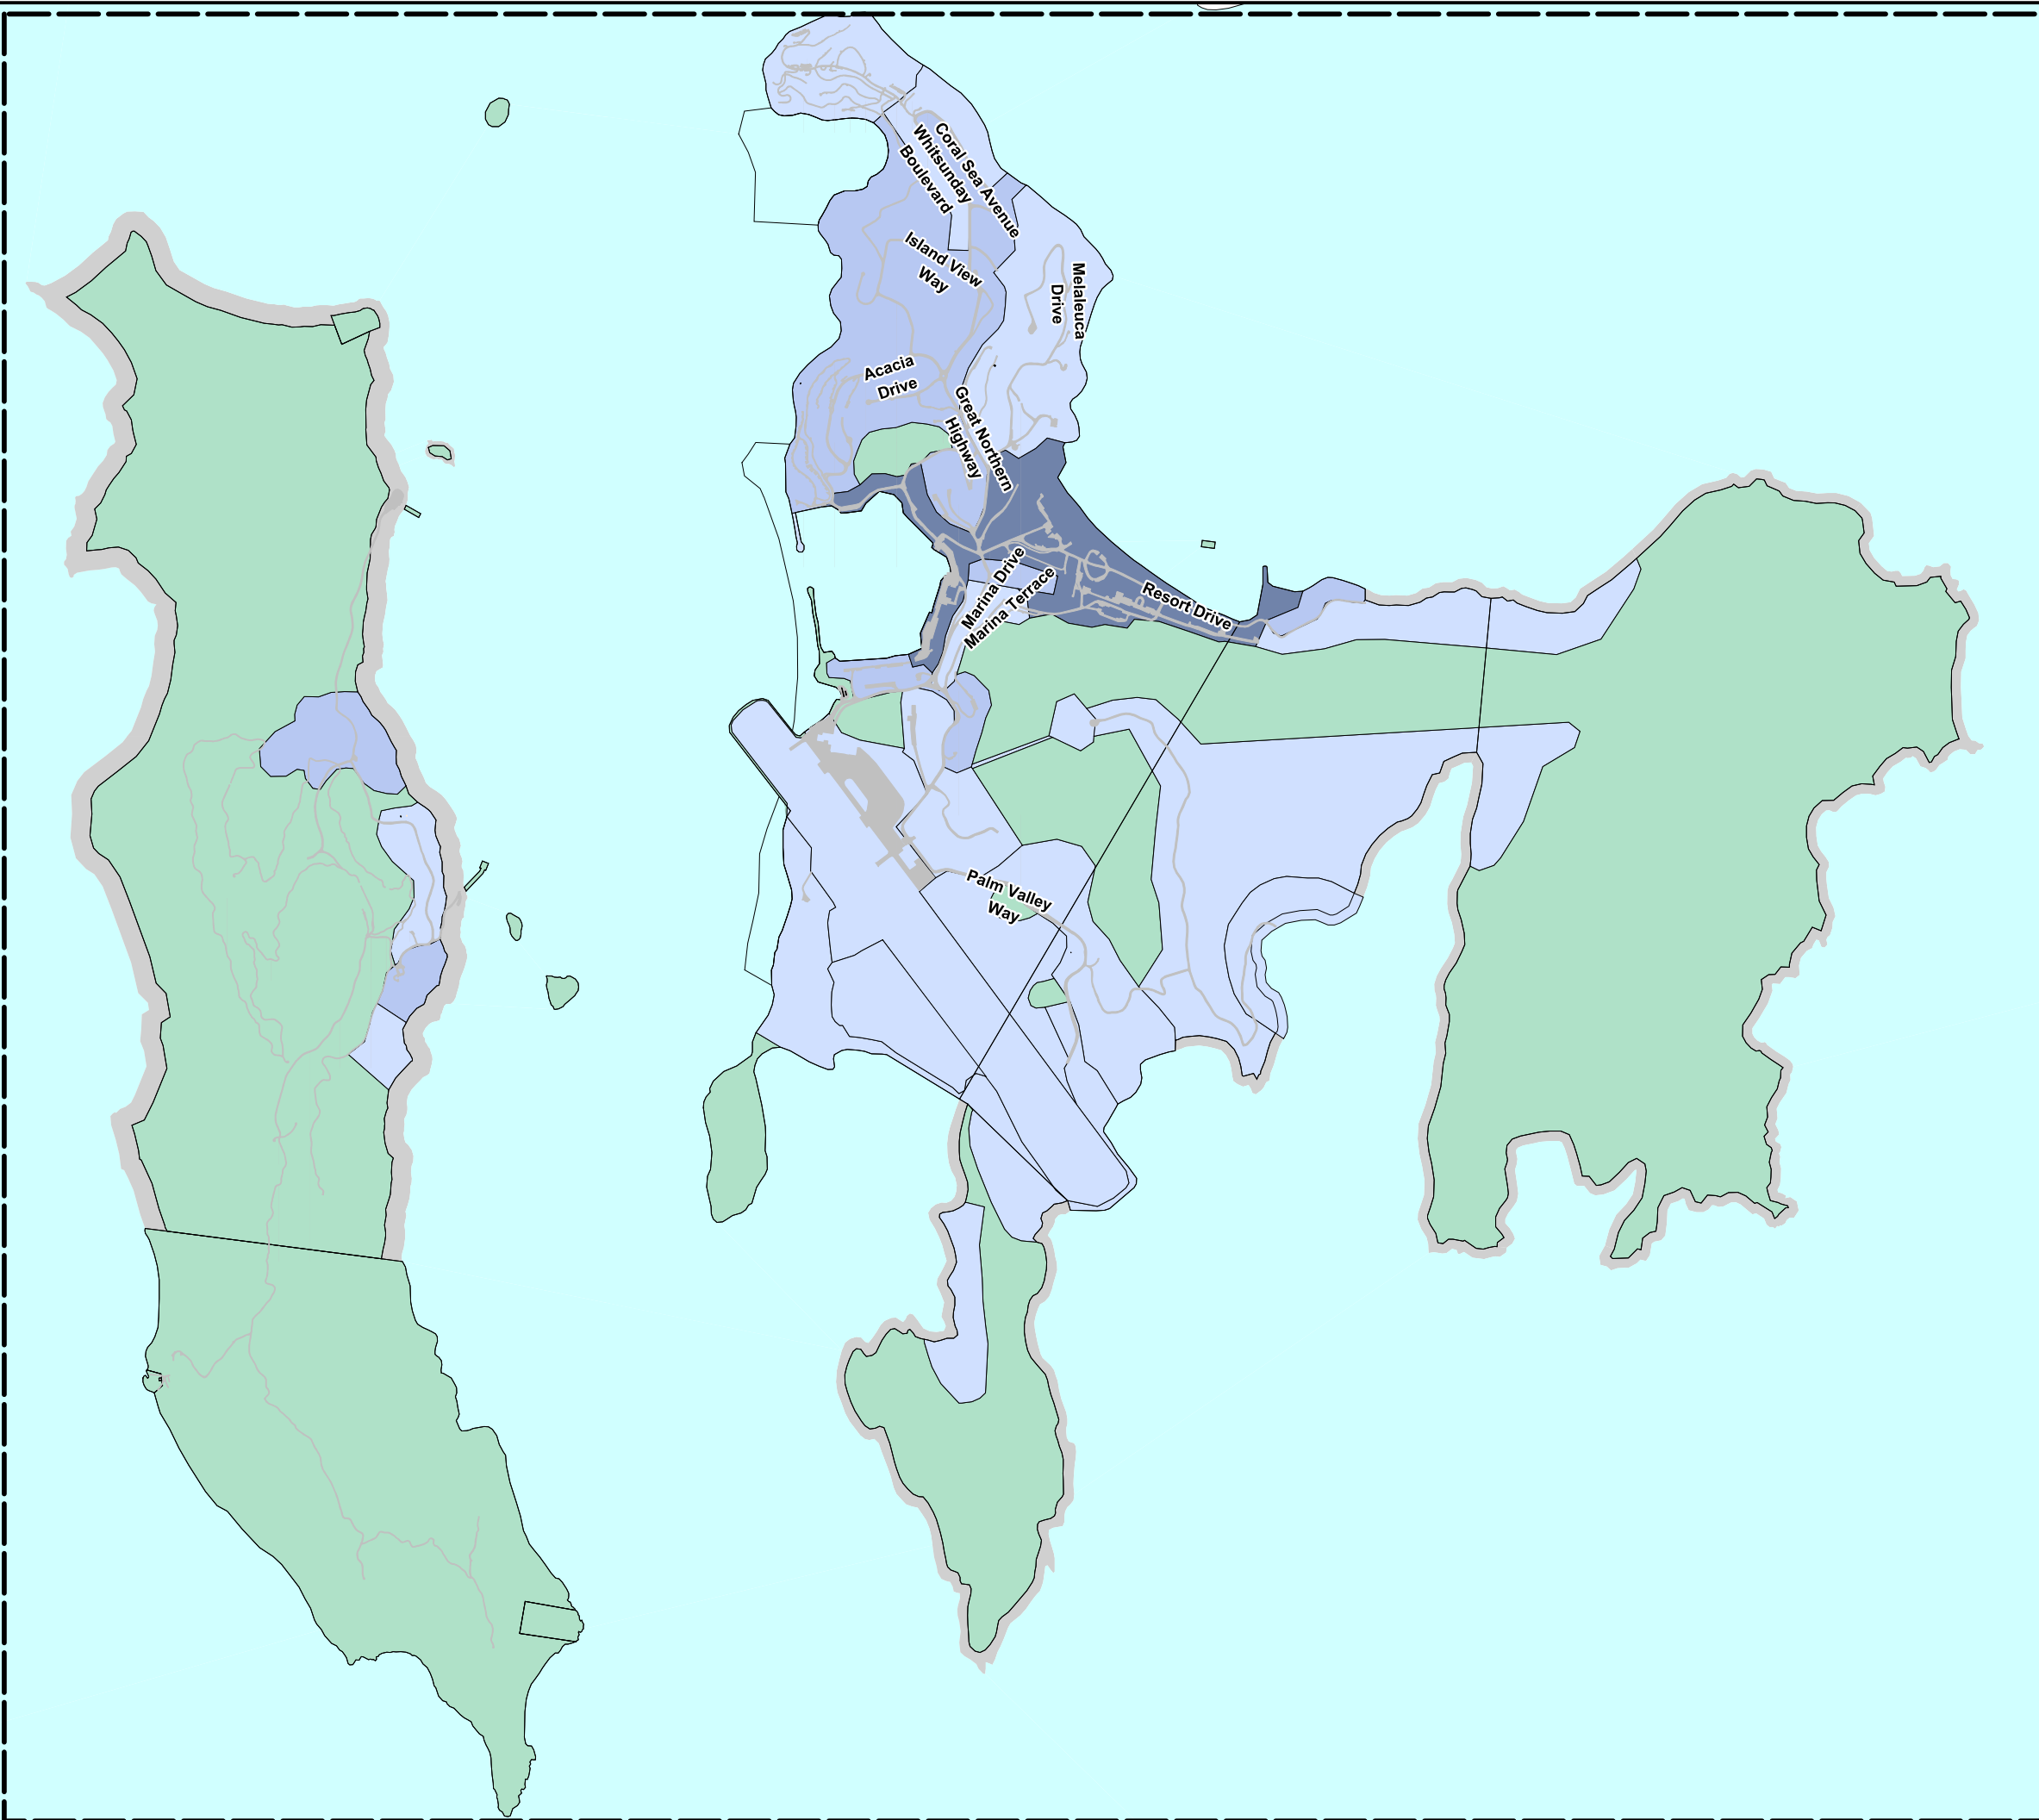 Coral Sea Avenue
Whitsunday
Boulevard
Island View
Way
Melaleuca
Drive
Acacia
Drive
Great Northern
Highway
Marina Drive
Marina Terrace
Resort Drive
Palm Valley
Way